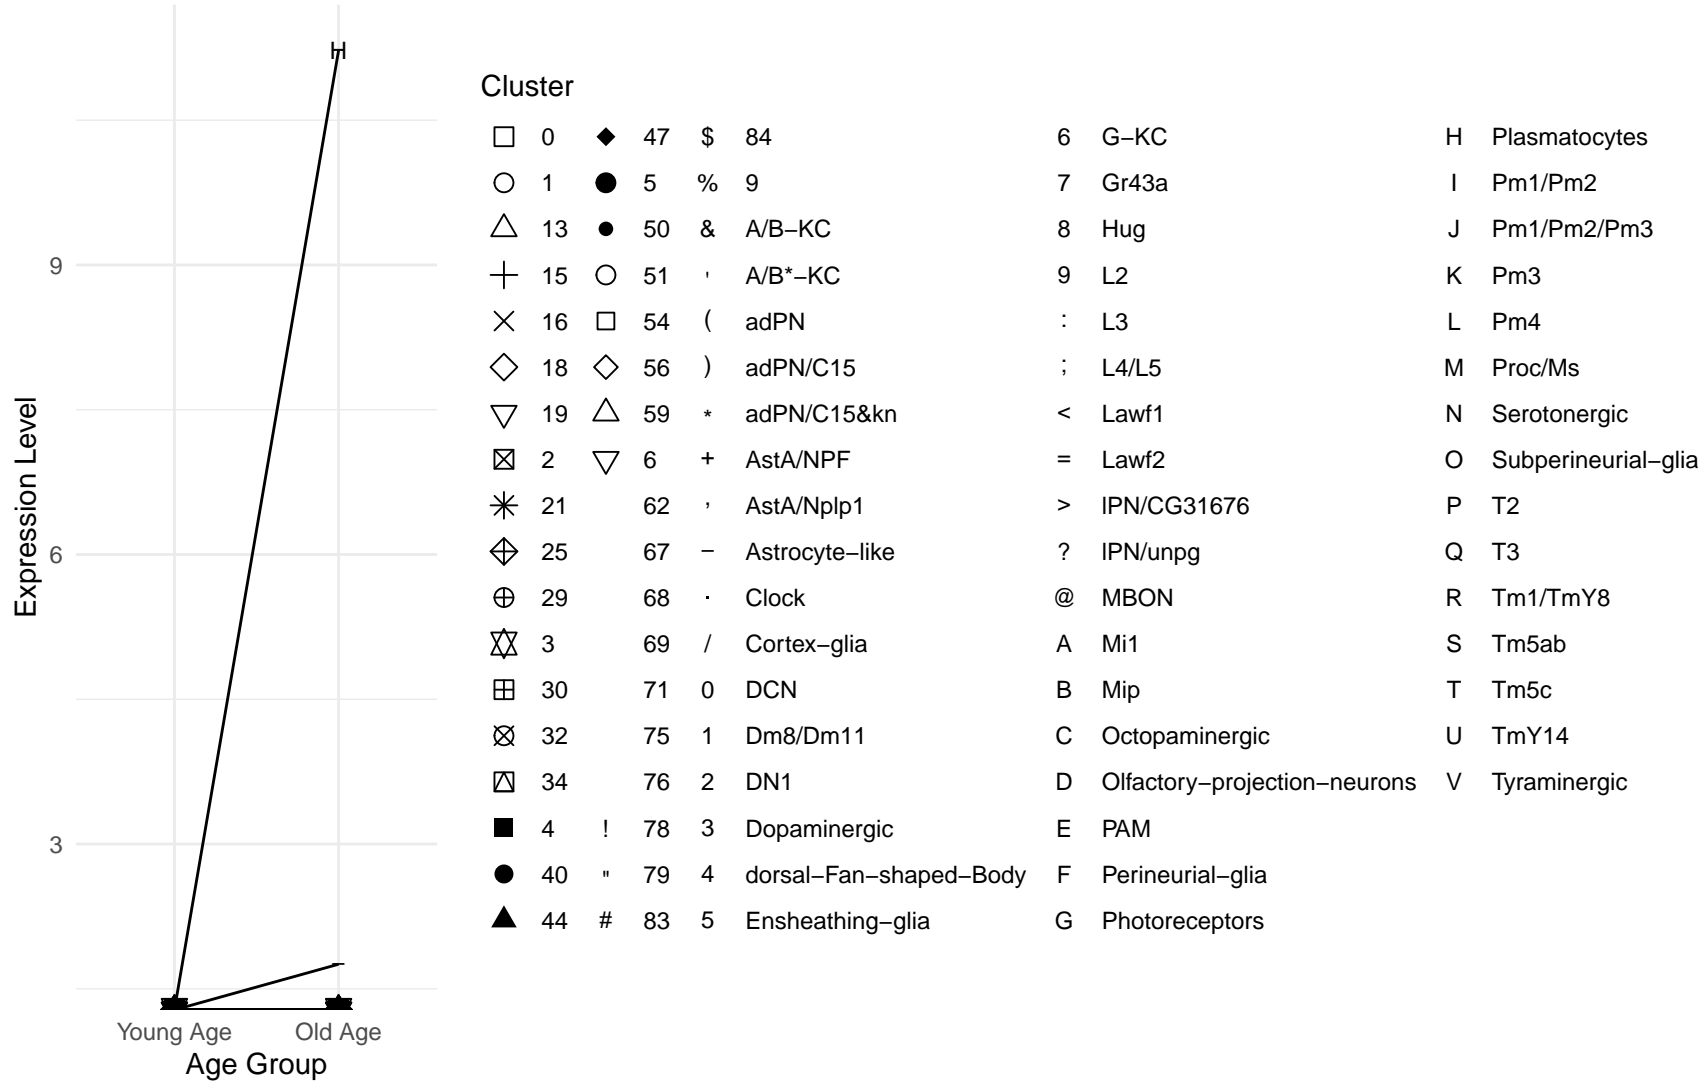 Cluster
0 47 $ 84 6 G−KC H Plasmatocytes
1 5 % 9 7 Gr43a I Pm1/Pm2
13 50 & A/B−KC 8 Hug J Pm1/Pm2/Pm3
15 51 ' A/B*−KC 9 L2 K Pm3
16 54 ( adPN : L3 L Pm4
18 56 ) adPN/C15 ; L4/L5 M Proc/Ms
19 59 * adPN/C15&kn < Lawf1 N Serotonergic
2 6 + AstA/NPF = Lawf2 O Subperineurial−glia
21 62 , AstA/Nplp1 > lPN/CG31676 P T2
25 67 − Astrocyte−like ? lPN/unpg Q T3
29 68 . Clock @ MBON R Tm1/TmY8
3 69 / Cortex−glia A Mi1 S Tm5ab
30 71 0 DCN B Mip T Tm5c
32 75 1 Dm8/Dm11 C Octopaminergic U TmY14
34 76 2 DN1 D Olfactory−projection−neurons V Tyraminergic
4 ! 78 3 Dopaminergic E PAM
40 " 79 4 dorsal−Fan−shaped−Body F Perineurial−glia
44 # 83 5 Ensheathing−glia G Photoreceptors
H
9
6
3
Expression Level
Young Age Old Age
Age Group